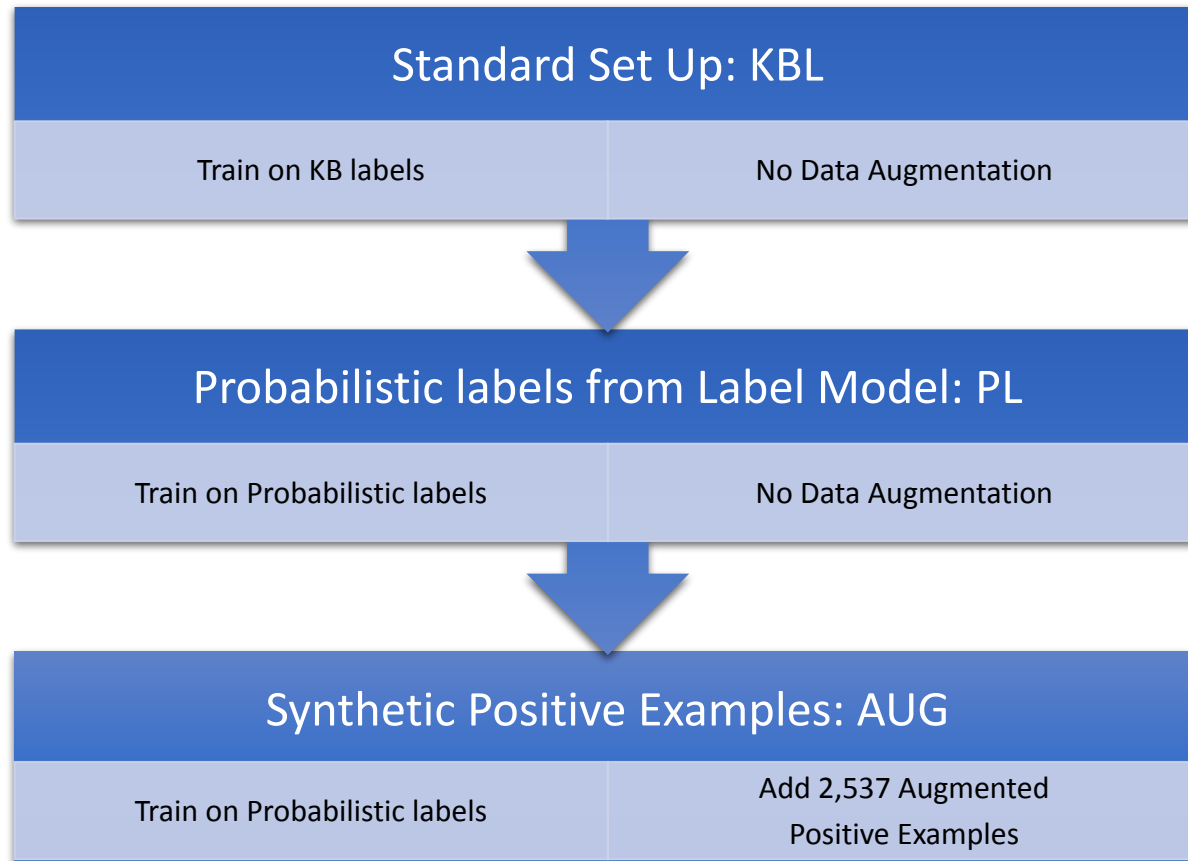 Standard Set Up: KBL
Train on KB labels
No Data Augmentation
Probabilistic labels from Label Model: PL
Train on Probabilistic labels
No Data Augmentation
Synthetic Positive Examples: AUG
Train on Probabilistic labels
Add 2,537 Augmented
Positive Examples